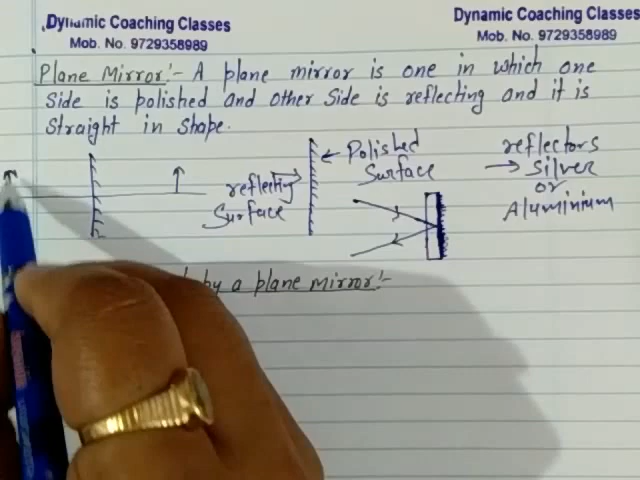 Dynamic Coaching Classes
Mob. No. 9729358989
Dynamic Coaching Classes
Mob. No. 9729358989
Plane Mirror:- A plane mirror is one in which one
Side is polished and other Side is reflecting and it is
Straight in Shape.
reflecting
Surface
Polished
Surface
reflectors
→ Silver
or
Aluminium
by a plane mirror:-